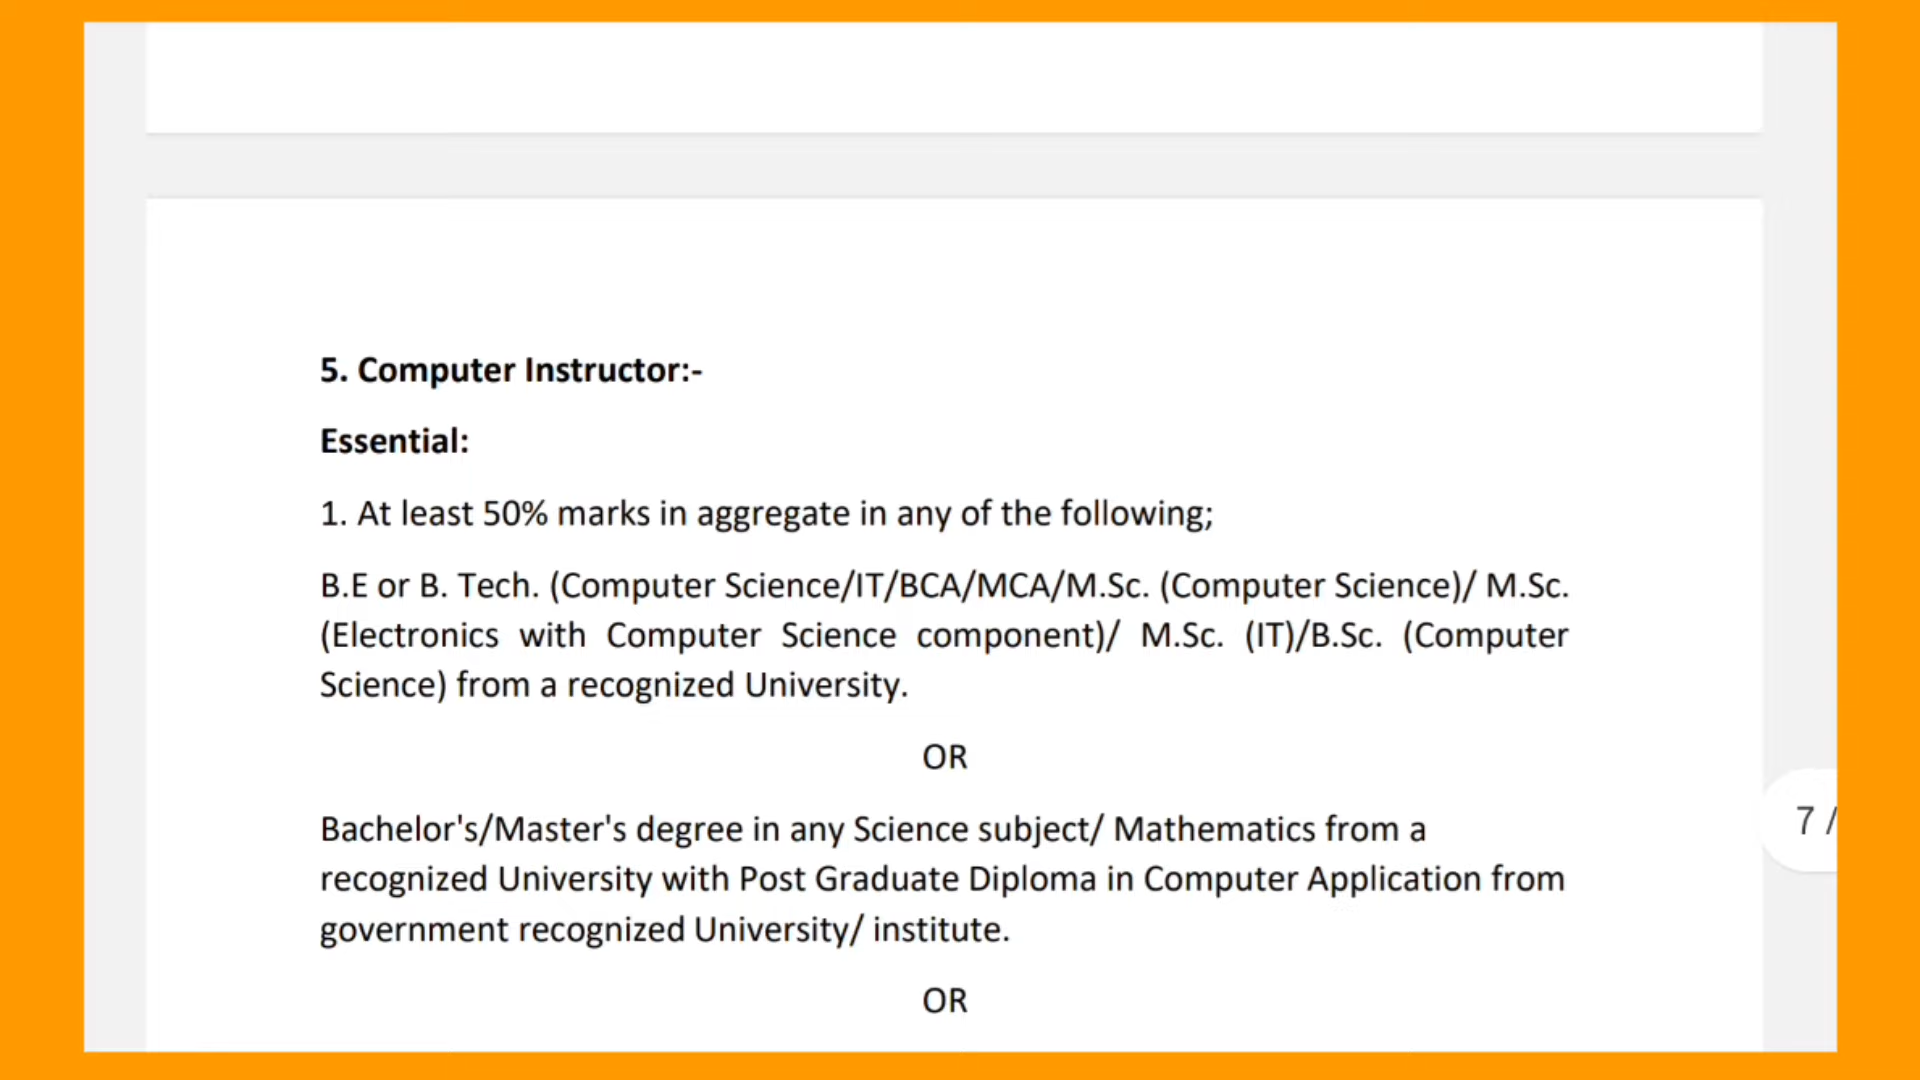 5. Computer Instructor:-
Essential:
1. At least 50% marks in aggregate in any of the following;
B.E or B. Tech. (Computer Science/IT/BCA/MCA/M.Sc. (Computer Science)/ M.Sc.
(Electronics with Computer Science component)/ M.Sc. (IT)/B.Sc. (Computer
Science) from a recognized University.
OR
Bachelor's/Master's degree in any Science subject/ Mathematics from a
7 /
recognized University with Post Graduate Diploma in Computer Application from
government recognized University/ institute.
OR